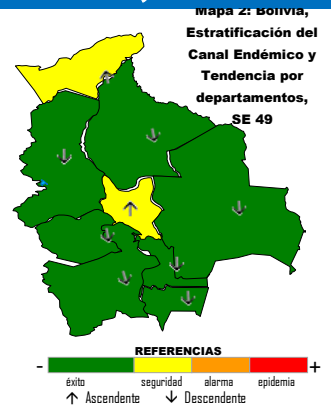 Mapa 2: Bolivia,
Estratificación del
Canal Endémico y
Tendencia por
departamentos,
SE 49
REFERENCIAS
- +
éxito seguridad alarma epidemia
↑ Ascendente ↓ Descendente